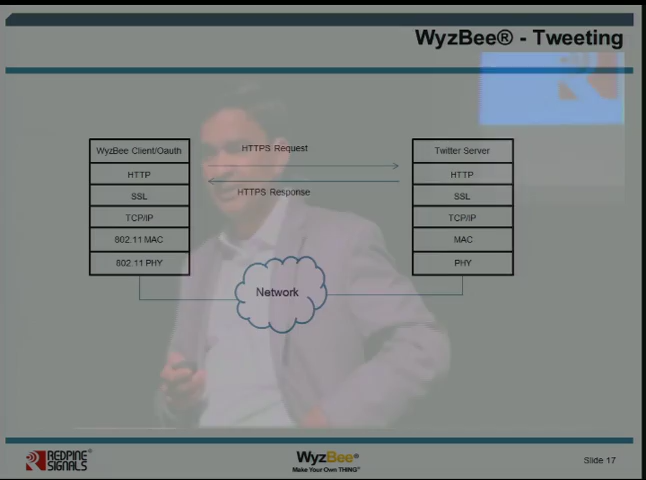 WyzBee® - Tweeting
WyzBee Client/Oauth
HTTP
SSL
TCP/IP
802.11 MAC
802.11 PHY
HTTPS Request
HTTPS Response
Network
Twitter Server
HTTP
SSL
TCP/IP
MAC
PHY
REDPINE®
SIGNALS
WyzBee®
Make Your Own THING®
Slide 17